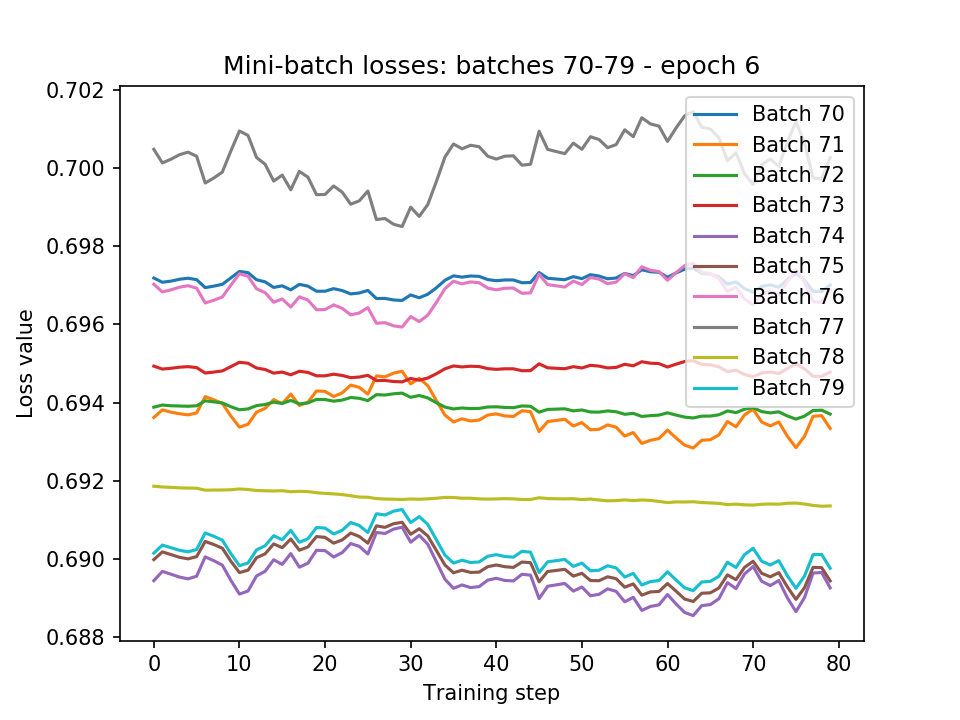 Mini-batch losses: batches 70-79 - epoch 6
0.702
0.700
0.698
0.696
0.694
0.692
0.690
0.688
Loss value
Batch 70
Batch 71
Batch 72
Batch 73
Batch 74
Batch 75
Batch 76
Batch 77
Batch 78
Batch 79
0 10 20 30 40 50 60 70 80
Training step